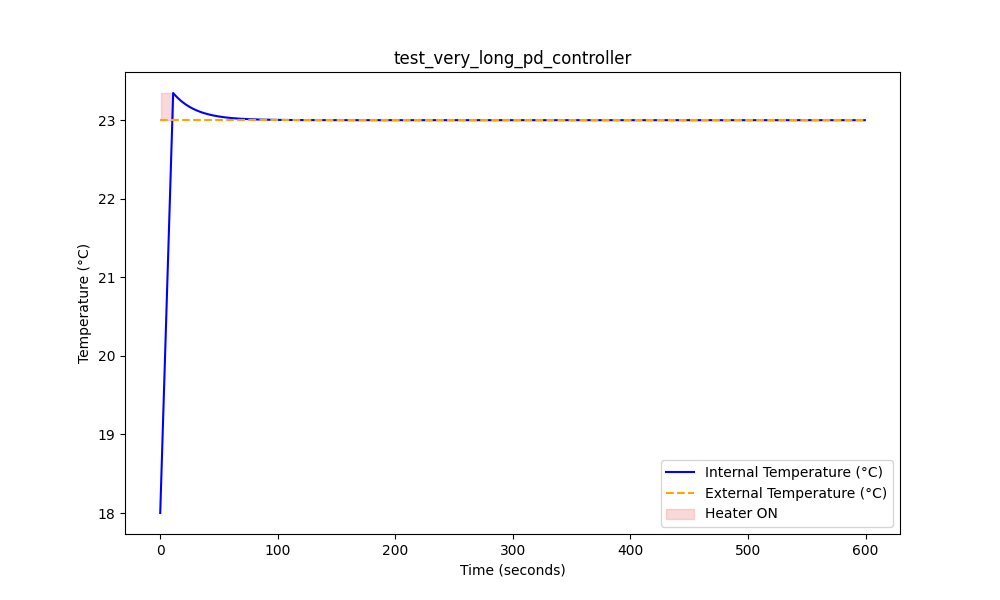 test_very_long_pd_controller
Temperature (°C)
23
22
21
20
19
18
Internal Temperature (°C)
External Temperature (°C)
Heater ON
0 100 200 300 400 500 600
Time (seconds)